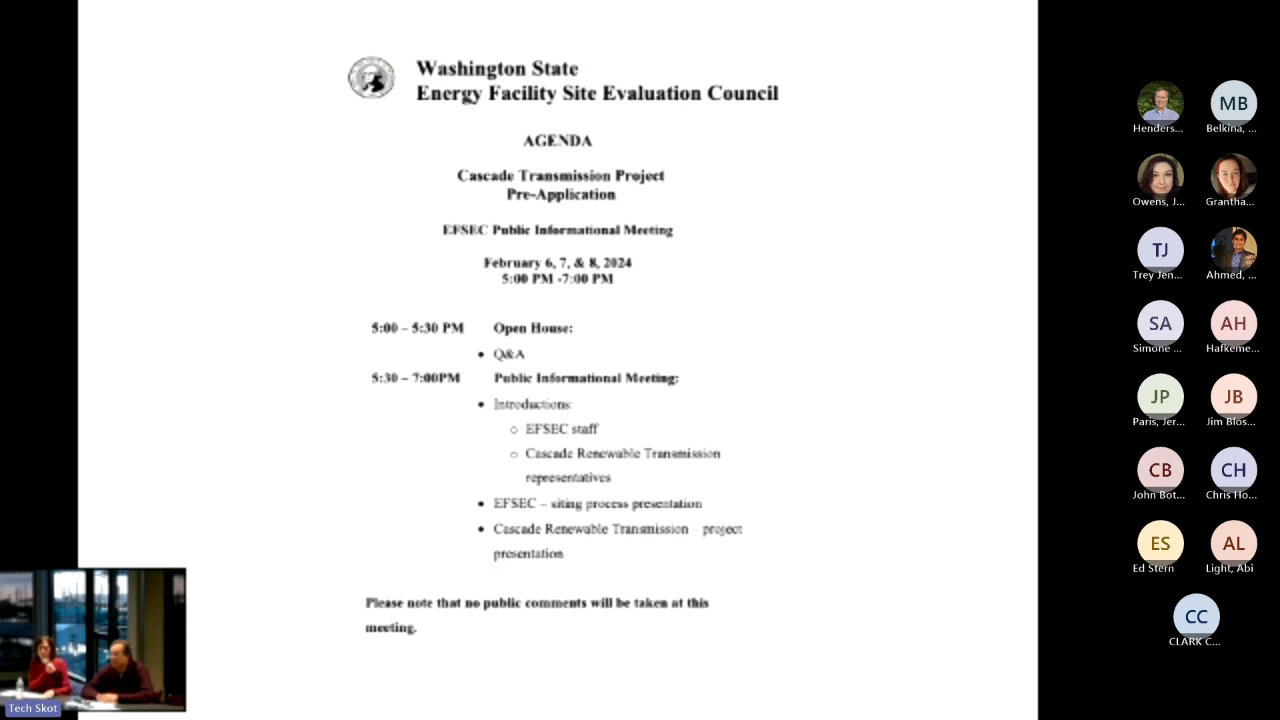 Washington State
Energy Facility Site Evaluation Council
AGENDA
Cascade Transmission Project
Pre-Application
EFSEC Public Informational Meeting
February 6, 7, & 8, 2024
5:00 PM -7:00 PM
5:00 – 5:30 PM Open House:
• Q&A
5:30 – 7:00PM Public Informational Meeting:
• Introductions:
o EFSEC staff
o Cascade Renewable Transmission
representatives
• EFSEC – siting process presentation
• Cascade Renewable Transmission – project
presentation
Please note that no public comments will be taken at this
meeting.
Tech Skot
Henders...
MB
Belkina, ...
Owens, J...
Grantha...
TJ
Trey Jen...
Ahmed, ...
SA
Simone ...
AH
Hafkeme...
JP
Paris, Jer...
JB
Jim Blos...
CB
John Bot...
CH
Chris Ho...
ES
Ed Stern
AL
Light, Abi
CC
CLARK C...